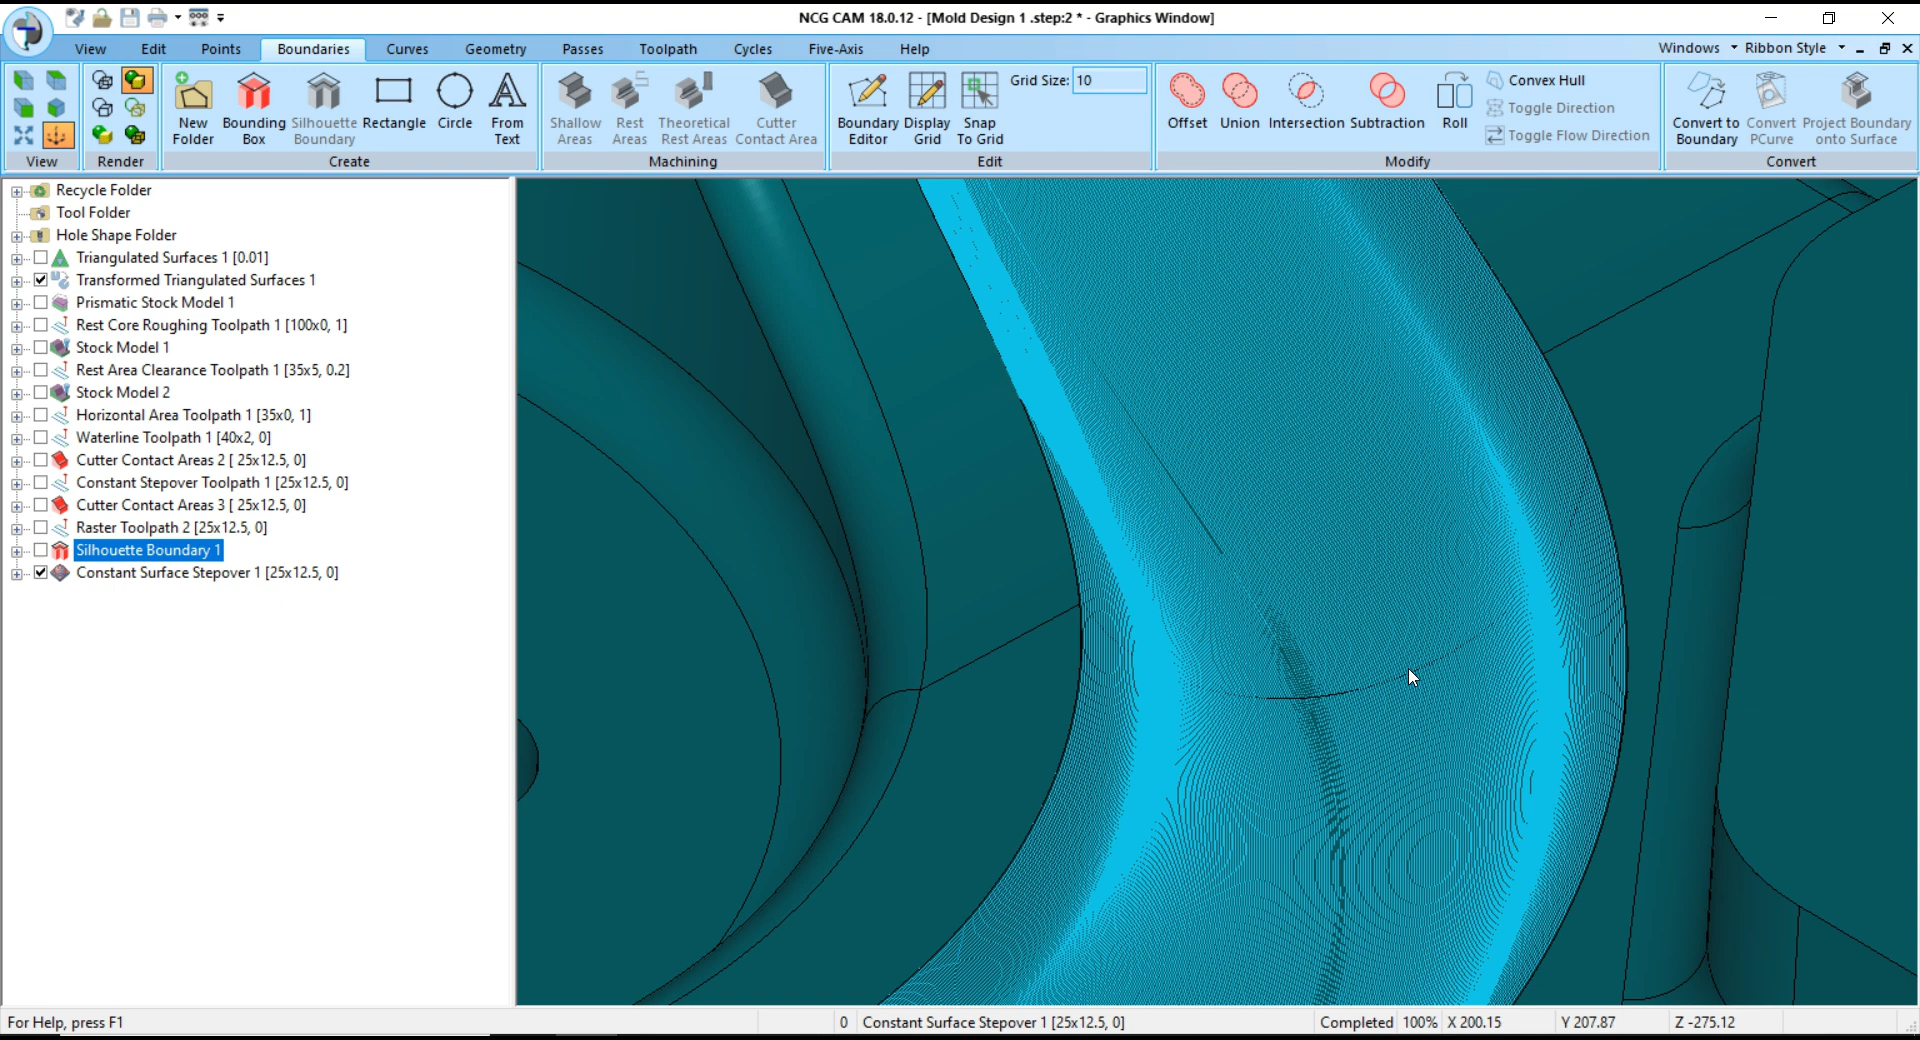 NCG CAM 18.0.12 - [Mold Design 1 .step:2 * - Graphics Window]
View Edit Points Boundaries Curves Geometry Passes Toolpath Cycles Five-Axis Help Windows Ribbon Style
Grid Size: 10
Convex Hull
Toggle Direction
Toggle Flow Direction
New Folder
Bounding Box
Silhouette Boundary
Rectangle
Circle
From Text
Shallow Areas
Rest Areas
Theoretical Rest Areas
Cutter Contact Area
Boundary Editor
Display Grid
Snap To Grid
Offset
Union
Intersection
Subtraction
Roll
Convert to Boundary
Convert PCurve
Project Boundary onto Surface
View Render Create Machining Edit Modify Convert
Recycle Folder
Tool Folder
Hole Shape Folder
Triangulated Surfaces 1 [0.01]
Transformed Triangulated Surfaces 1
Prismatic Stock Model 1
Rest Core Roughing Toolpath 1 [100x0, 1]
Stock Model 1
Rest Area Clearance Toolpath 1 [35x5, 0.2]
Stock Model 2
Horizontal Area Toolpath 1 [35x0, 1]
Waterline Toolpath 1 [40x2, 0]
Cutter Contact Areas 2 [ 25x12.5, 0]
Constant Stepover Toolpath 1 [25x12.5, 0]
Cutter Contact Areas 3 [ 25x12.5, 0]
Raster Toolpath 2 [25x12.5, 0]
Silhouette Boundary 1
Constant Surface Stepover 1 [25x12.5, 0]
For Help, press F1 0 Constant Surface Stepover 1 [25x12.5, 0] Completed 100% X 200.15 Y 207.87 Z -275.12